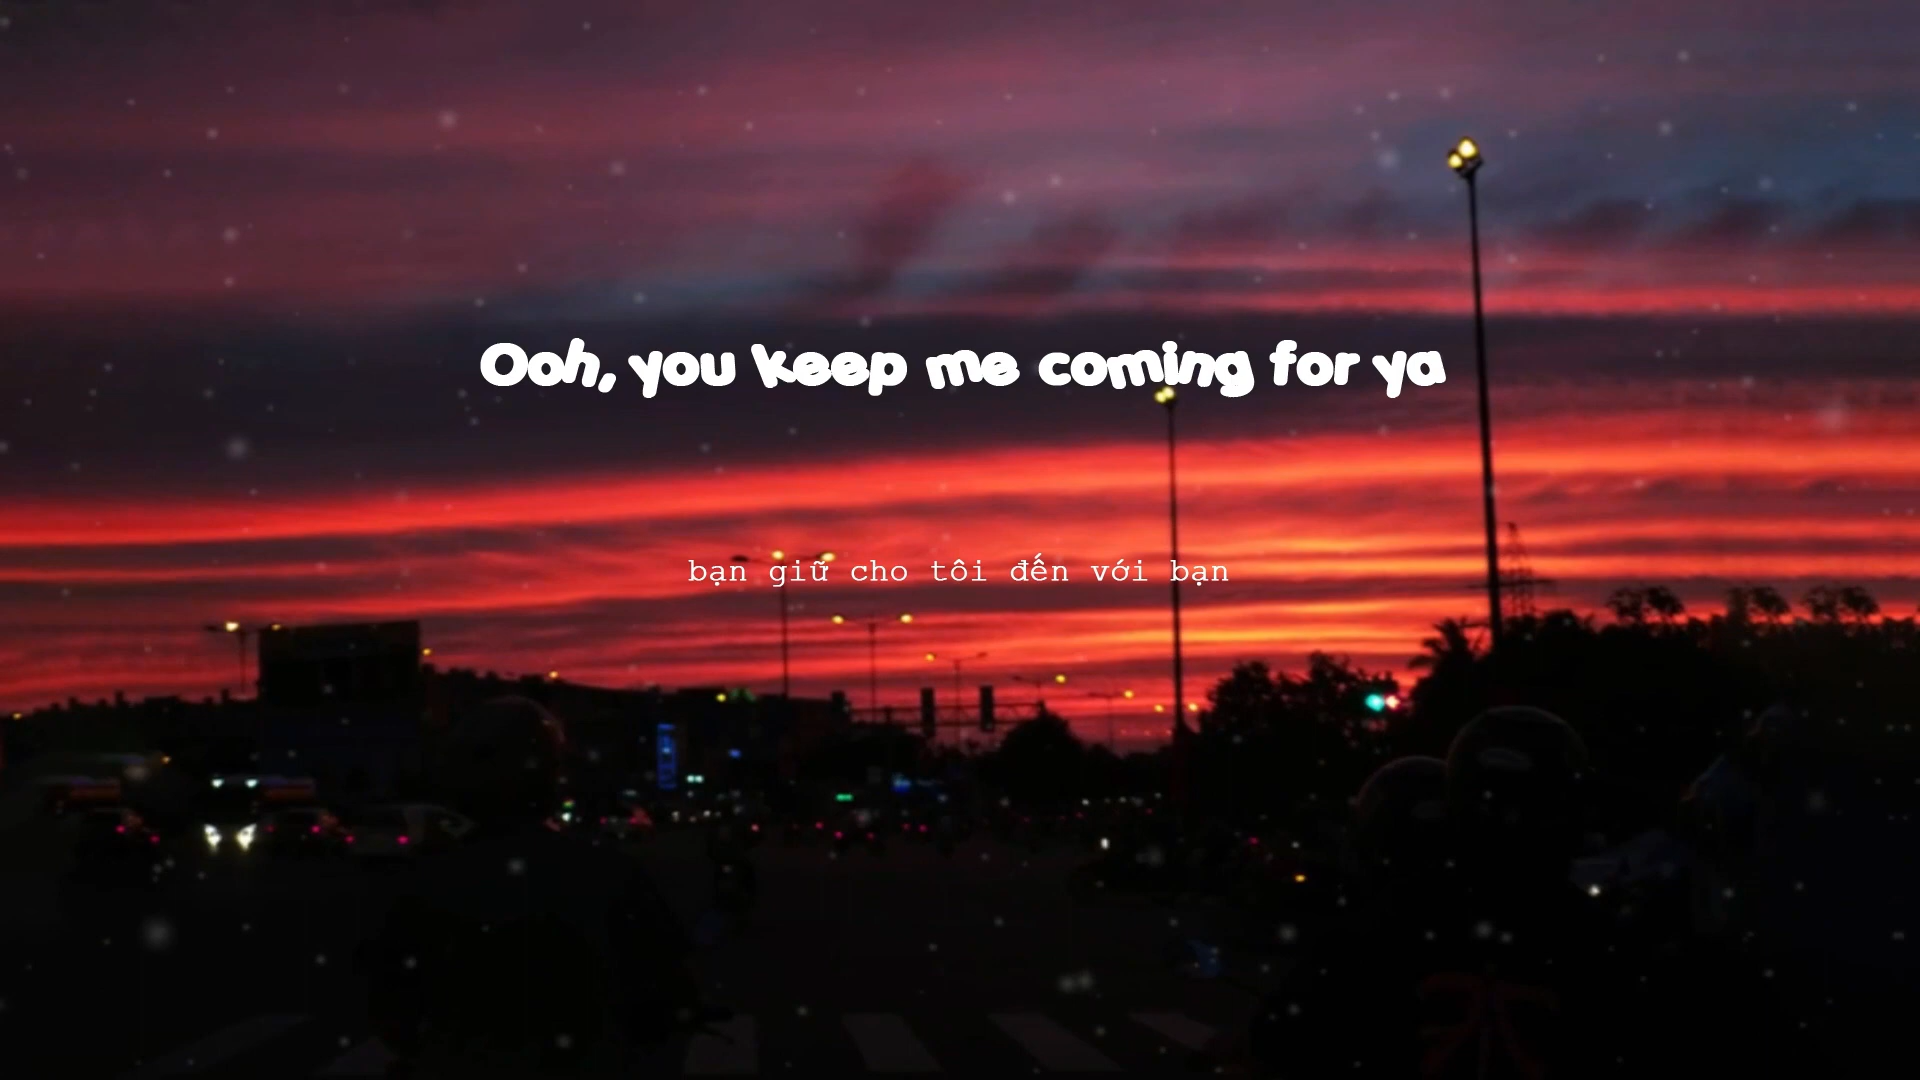 Ooh, you keep me coming for ya
bạn giữ cho tôi đến với bạn